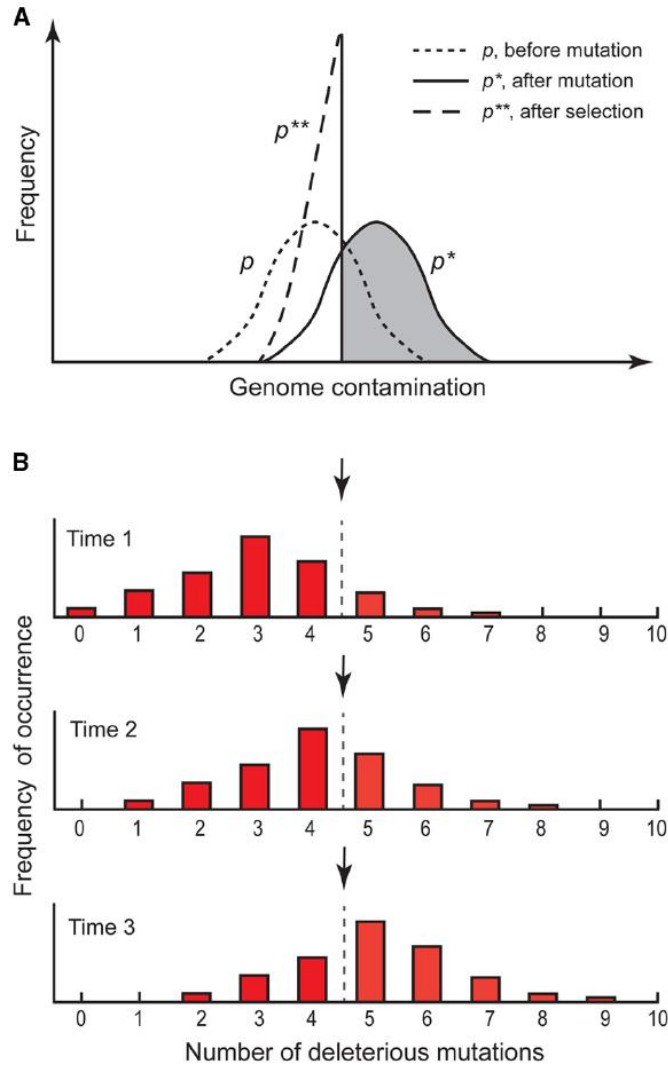 A
Frequency
p, before mutation
p*, after mutation
p**, after selection
p**
p
p*
Genome contamination
B
Frequency of occurrence
Time 1
0 1 2 3 4 5 6 7 8 9 10
Time 2
0 1 2 3 4 5 6 7 8 9 10
Time 3
0 1 2 3 4 5 6 7 8 9 10
Number of deleterious mutations